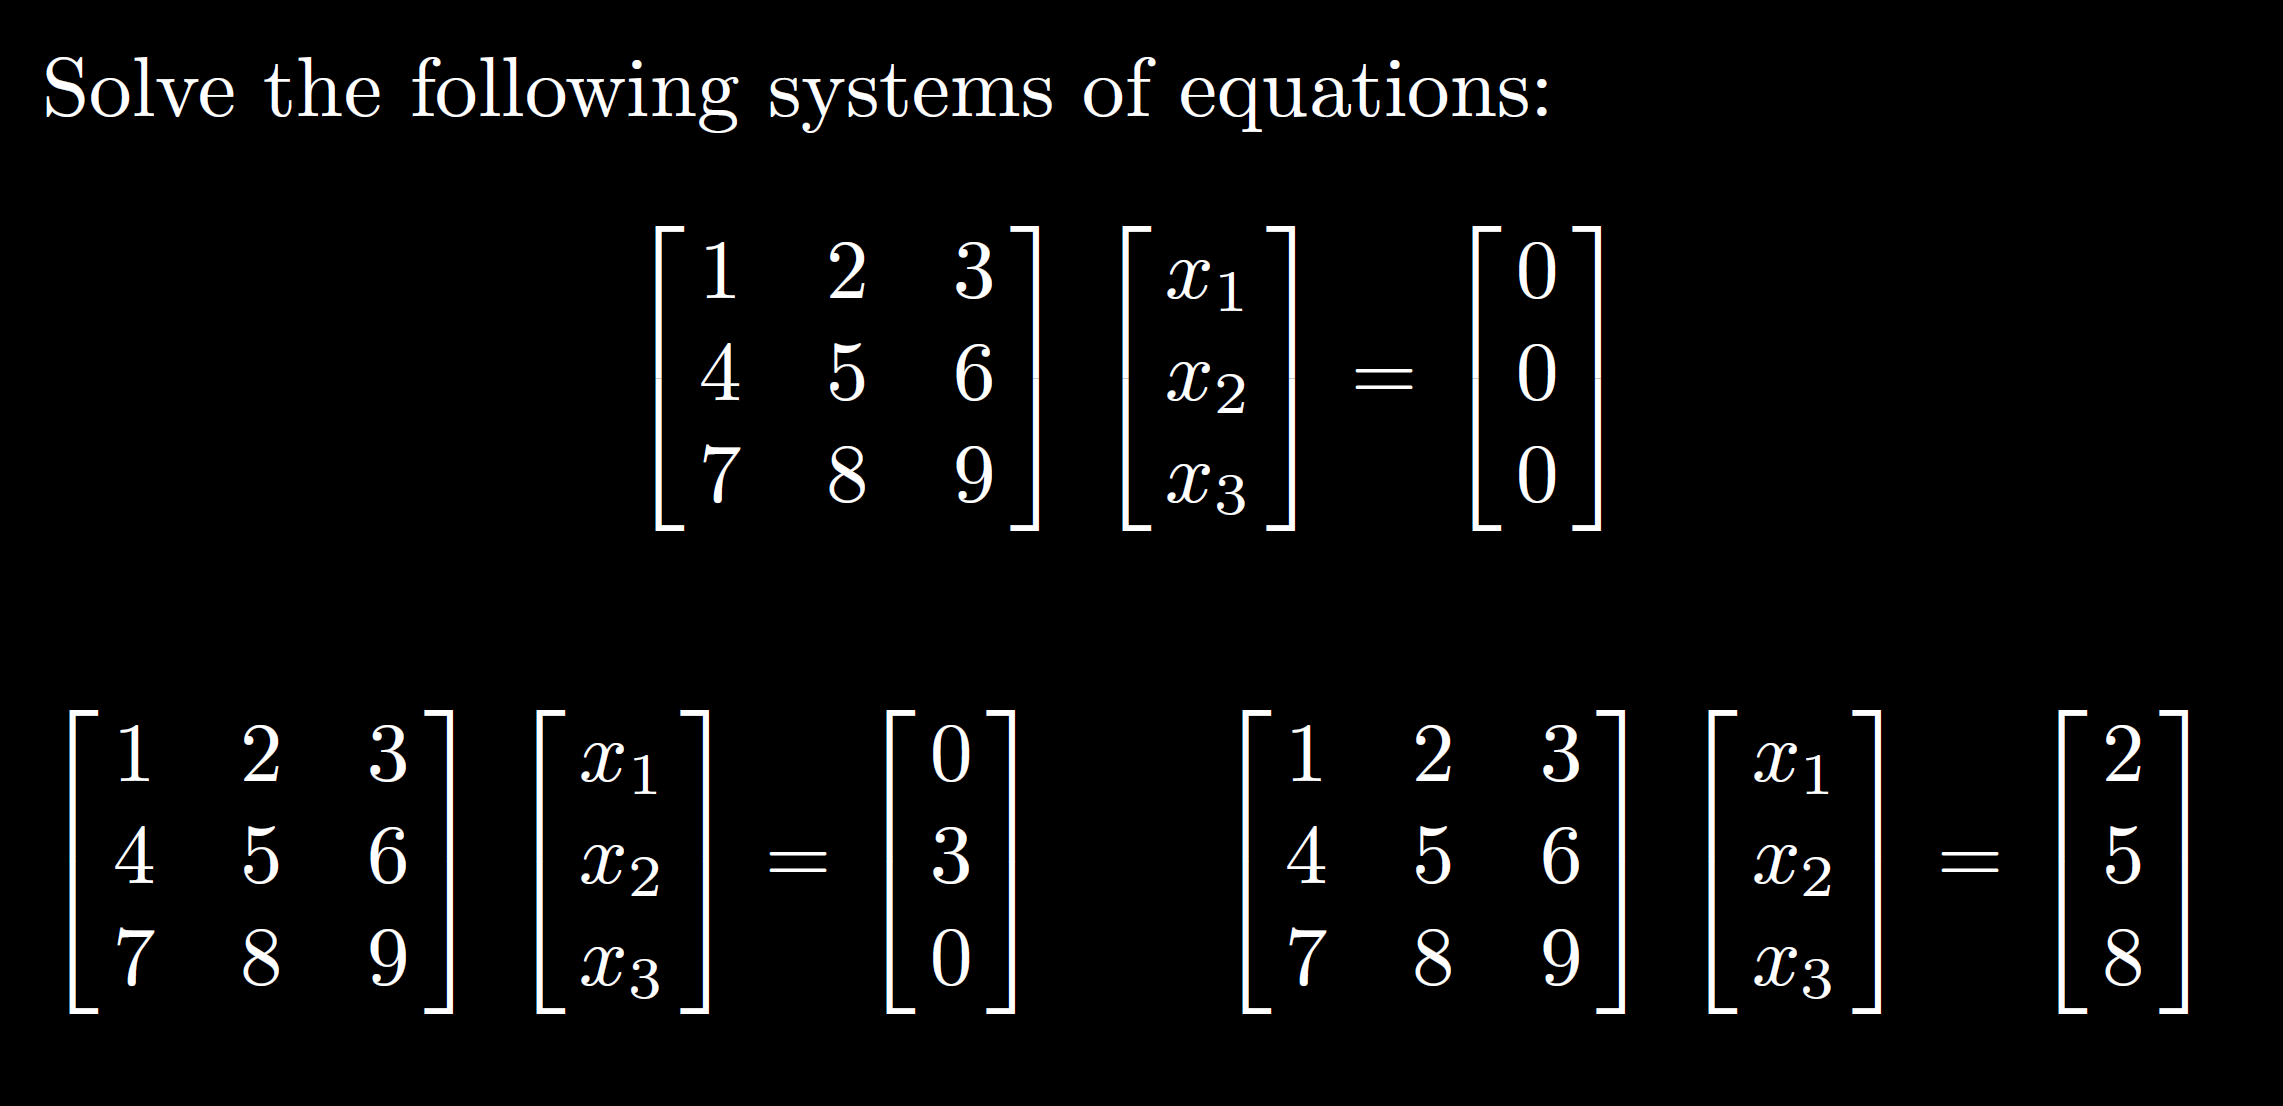 Solve the following systems of equations:
1 2 3 x₁ 0
4 5 6 x₂ = 0
7 8 9 x₃ 0
1 2 3 x₁ 0 1 2 3 x₁ 2
4 5 6 x₂ = 3 4 5 6 x₂ = 5
7 8 9 x₃ 0 7 8 9 x₃ 8